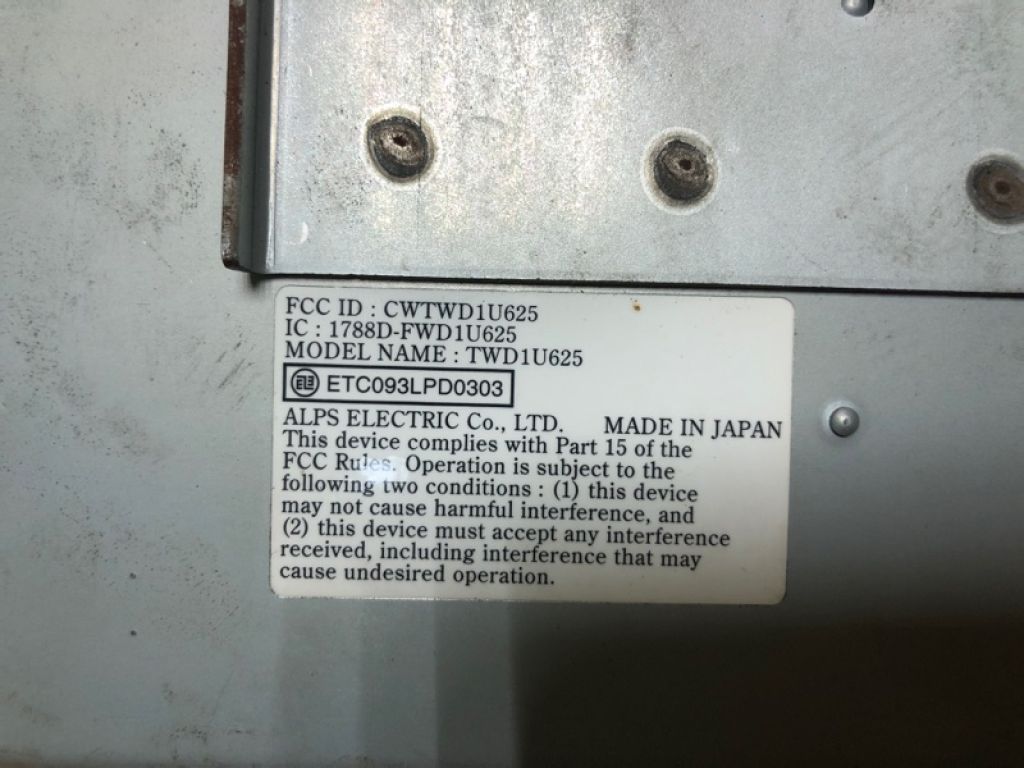 FCC ID : CWTWD1U625
IC : 1788D-FWD1U625
MODEL NAME : TWD1U625
ETC093LPD0303
ALPS ELECTRIC Co., LTD. MADE IN JAPAN
This device complies with Part 15 of the
FCC Rules. Operation is subject to the
following two conditions : (1) this device
may not cause harmful interference, and
(2) this device must accept any interference
received, including interference that may
cause undesired operation.